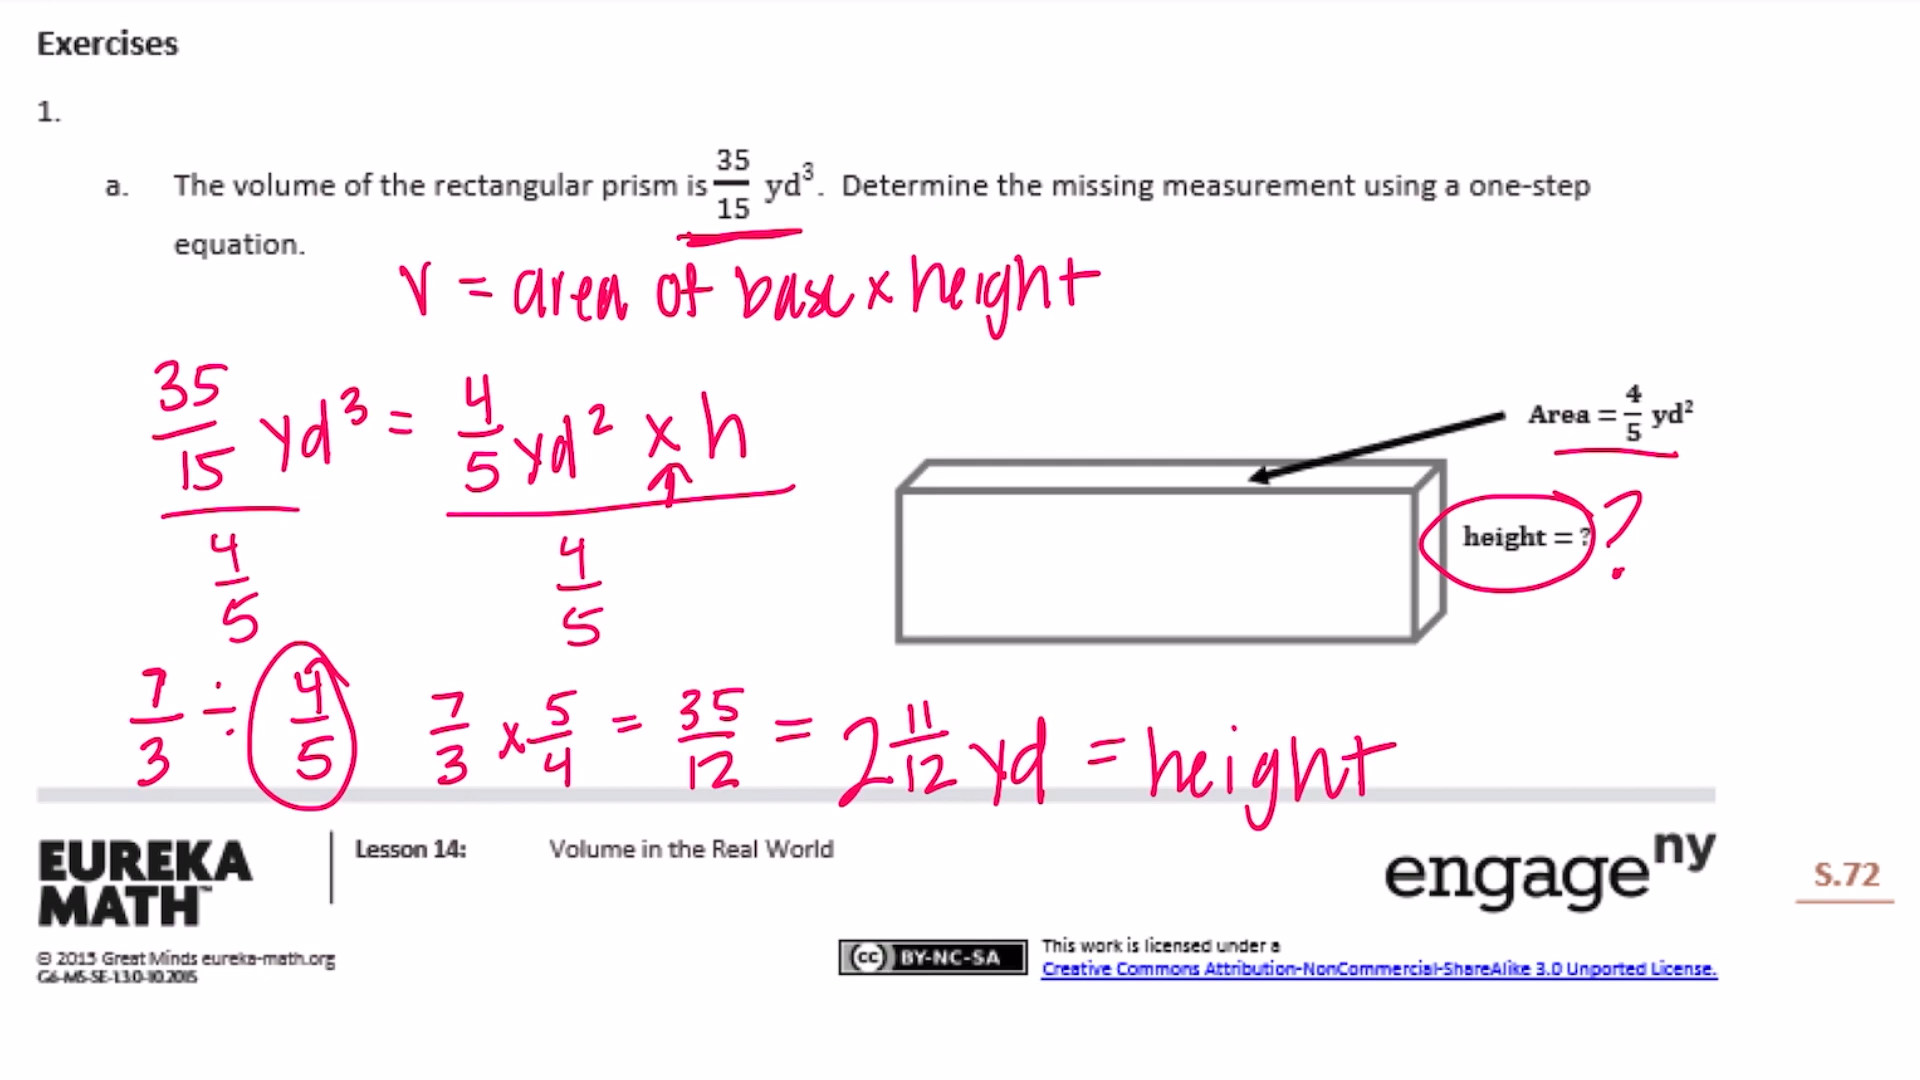 Exercises
1.
a. The volume of the rectangular prism is 35/15 yd³. Determine the missing measurement using a one-step
equation.
V = area of base x height
35/15 yd³ = 4/5 yd² x h
4/5 4/5
Area = 4/5 yd²
height = ? ?
7/3 ÷ 4/5 7/3 x 5/4 = 35/12 = 2 11/12 yd = height
EUREKA
MATH™
Lesson 14: Volume in the Real World
engage ny
S.72
© 2015 Great Minds eureka-math.org
G6-M5-SE-1.3.0-10.2015
cc BY-NC-SA
This work is licensed under a
Creative Commons Attribution-NonCommercial-ShareAlike 3.0 Unported License.